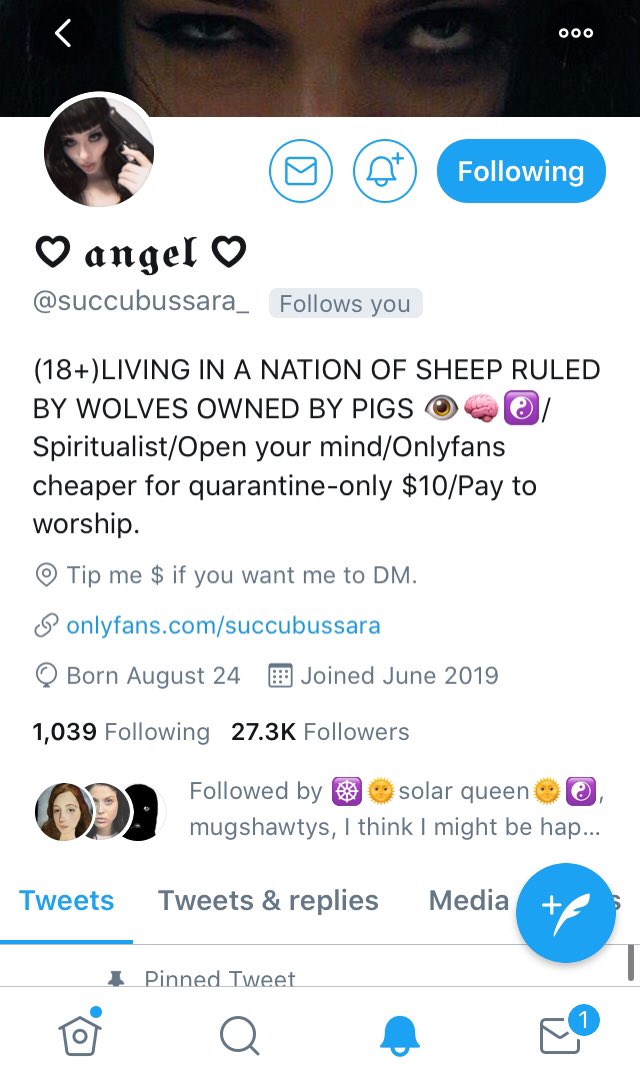 Following
♡ 𝖆𝖓𝖌𝖊𝖑 ♡
@succubussara_ Follows you
(18+)LIVING IN A NATION OF SHEEP RULED
BY WOLVES OWNED BY PIGS 👁️🧠☯️/
Spiritualist/Open your mind/Onlyfans
cheaper for quarantine-only $10/Pay to
worship.
Tip me $ if you want me to DM.
onlyfans.com/succubussara
Born August 24 Joined June 2019
1,039 Following 27.3K Followers
Followed by ☸️🌞solar queen🌞☯️,
mugshawtys, I think I might be hap...
Tweets Tweets & replies Media
Pinned Tweet
1